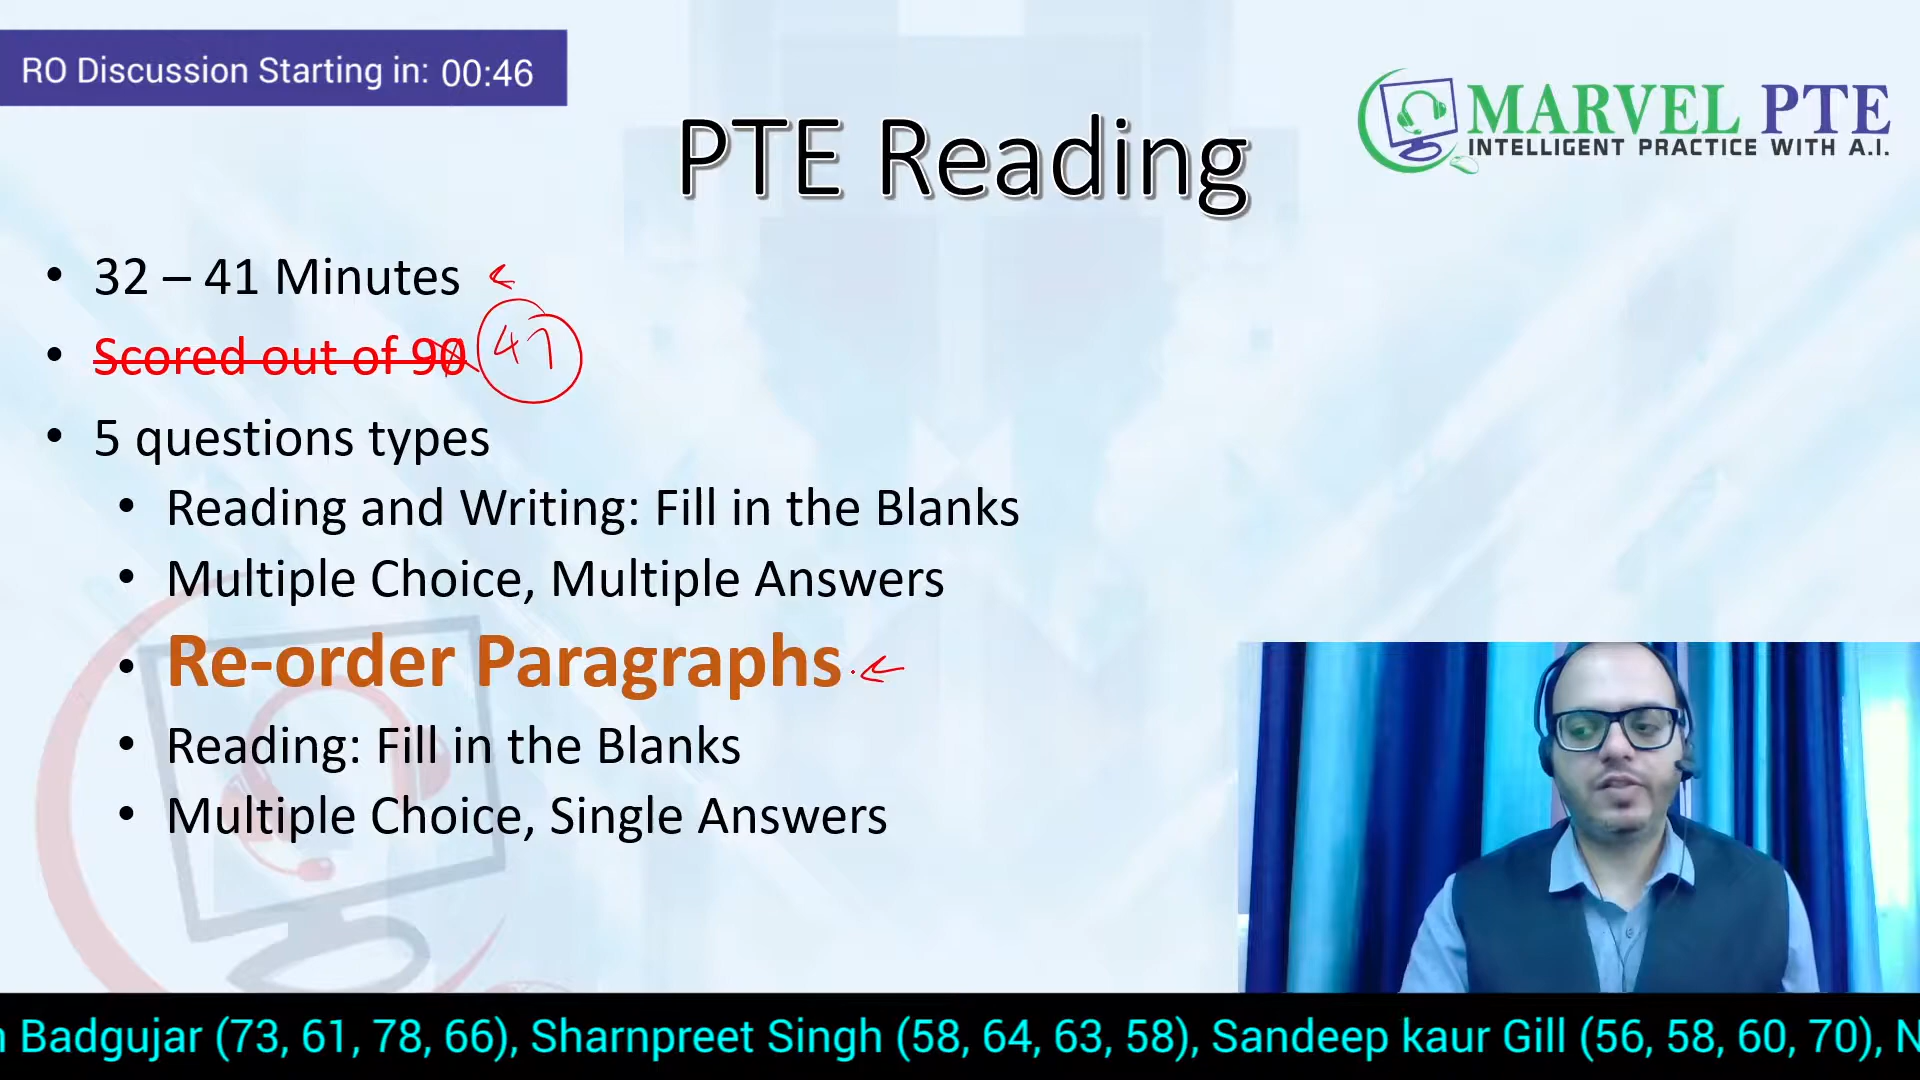 RO Discussion Starting in: 00:46
MARVEL PTE
INTELLIGENT PRACTICE WITH A.I.
PTE Reading
• 32 – 41 Minutes
• Scored out of 90 47
• 5 questions types
• Reading and Writing: Fill in the Blanks
• Multiple Choice, Multiple Answers
• Re-order Paragraphs
• Reading: Fill in the Blanks
• Multiple Choice, Single Answers
n Badgujar (73, 61, 78, 66), Sharnpreet Singh (58, 64, 63, 58), Sandeep kaur Gill (56, 58, 60, 70), N